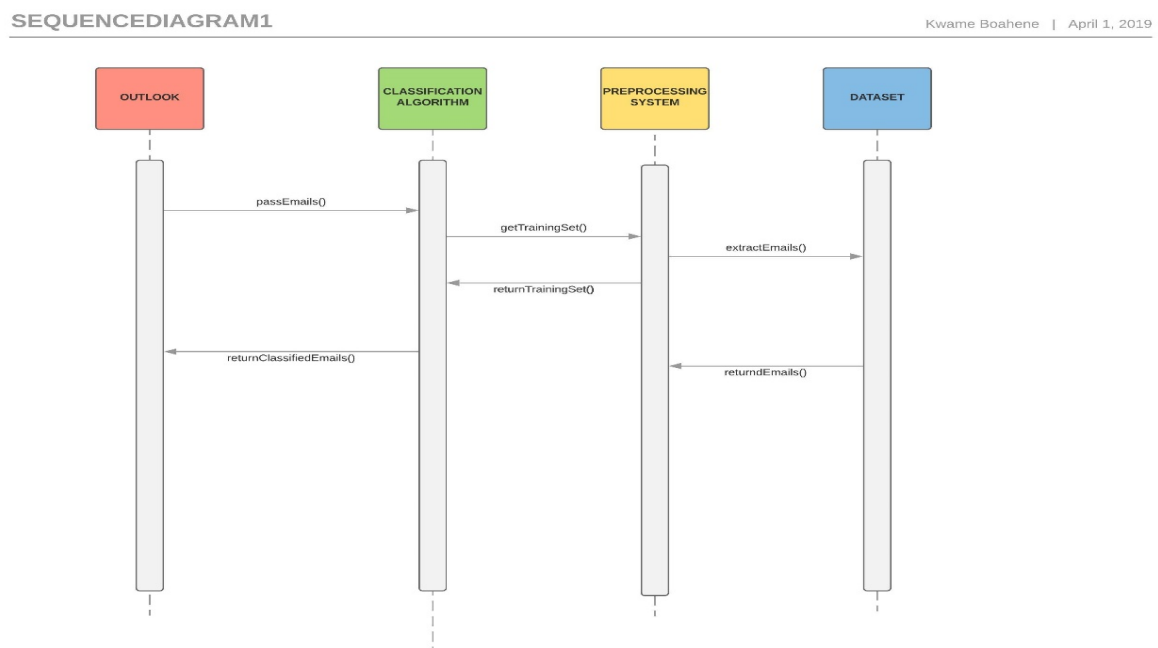 SEQUENCEDIAGRAM1
Kwame Boahene | April 1, 2019
OUTLOOK
CLASSIFICATION
ALGORITHM
PREPROCESSING
SYSTEM
DATASET
passEmails()
getTrainingSet()
extractEmails()
returnTrainingSet()
returnClassifiedEmails()
returndEmails()